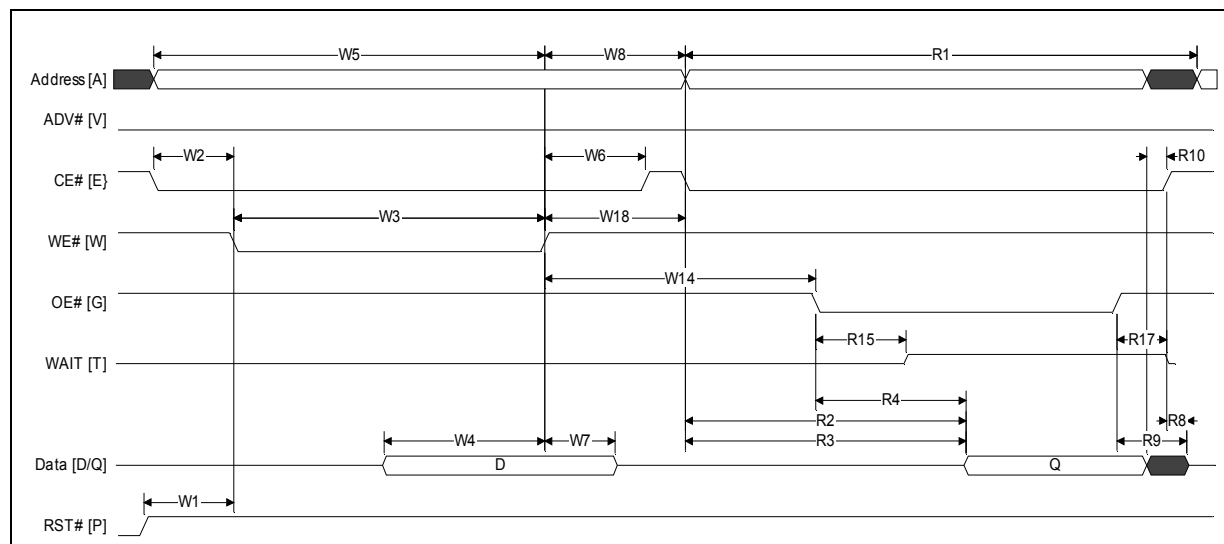 W5 W8 R1
Address [A]
ADV# [V]
W2 W6 R10
CE# [E}
W3 W18
WE# [W]
W14
OE# [G]
R15 R17
WAIT [T]
R4
R2 R8
R3 R9
W4 W7
Data [D/Q] D Q
W1
RST# [P]